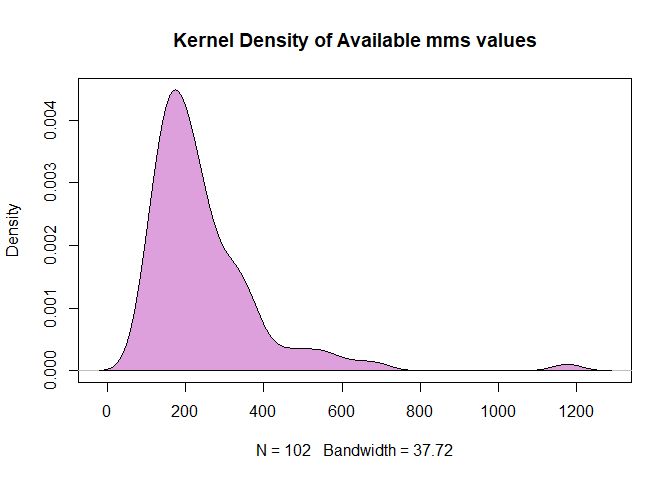 Kernel Density of Available mms values
Density
0.004
0.003
0.002
0.001
0.000
0 200 400 600 800 1000 1200
N = 102 Bandwidth = 37.72